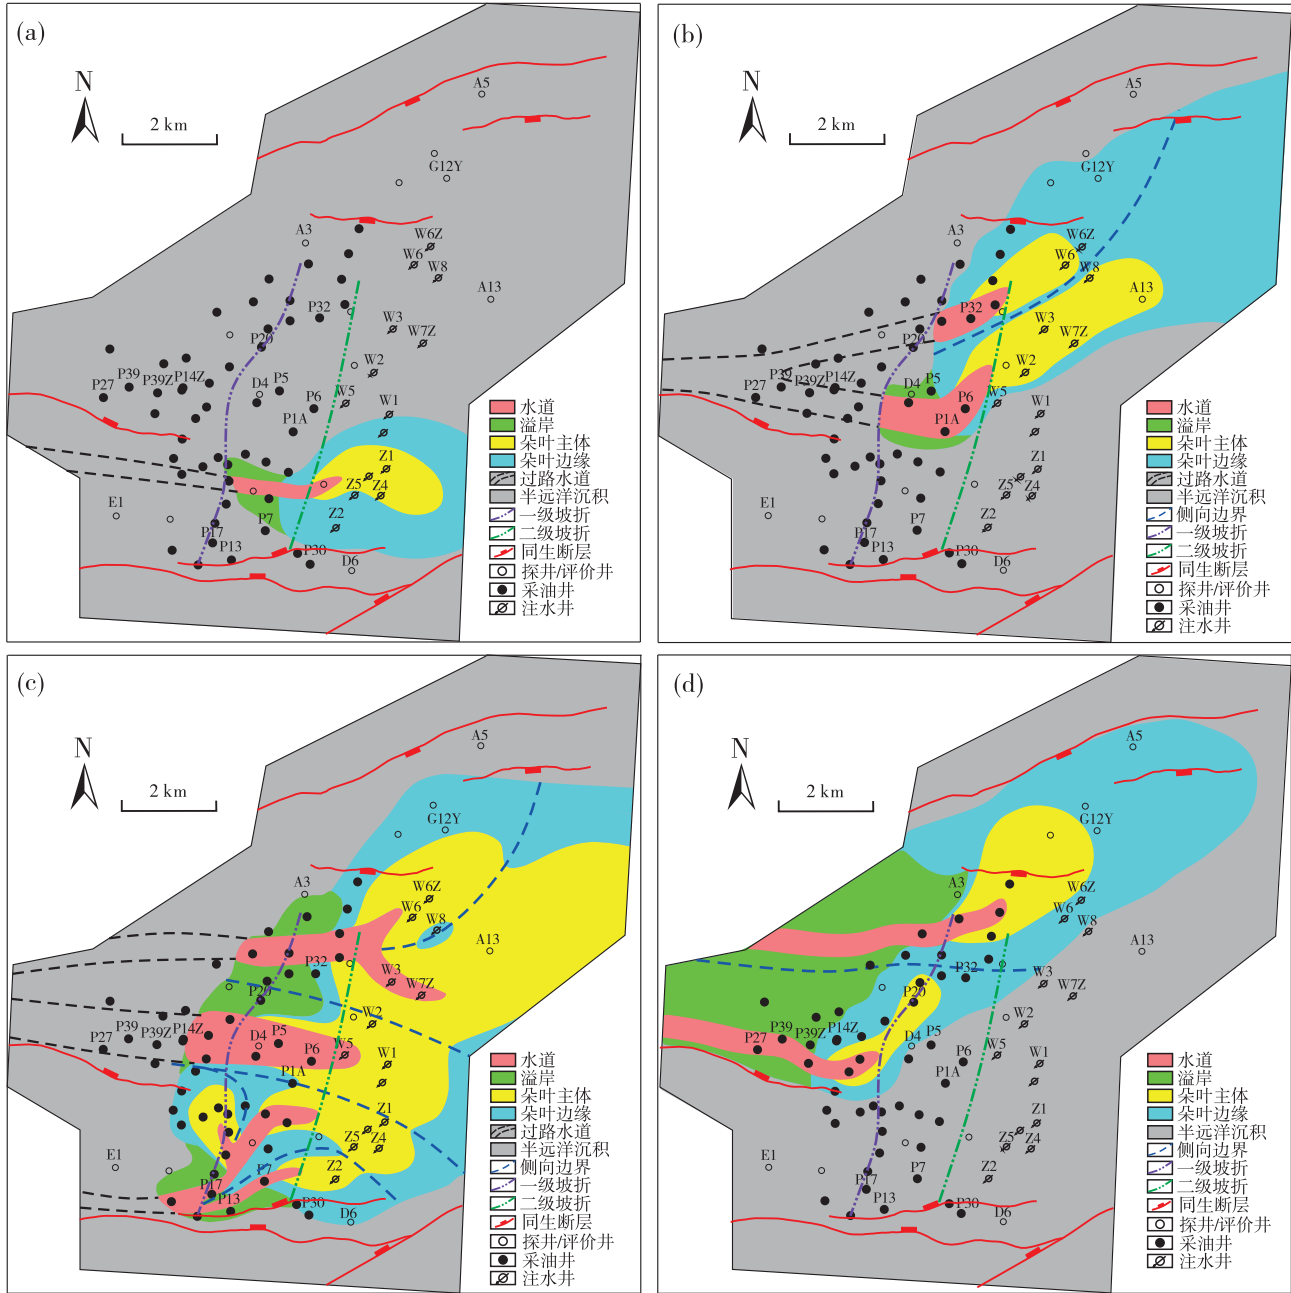 (a)
N
2 km
A5
G12Y
A3
W6Z
W6
W8
A13
P32
W3
P20
W7Z
W2
P39
P39Z
P14Z
P27
D4
P5
P6
W5
W1
P1A
Z1
Z5
Z4
E1
Z2
P17
P7
P13
P30
D6
水道
溢岸
朵叶主体
朵叶边缘
过路水道
半远洋沉积
一级坡折
二级坡折
同生断层
探井/评价井
采油井
注水井
(b)
N
2 km
A5
G12Y
A3
W6Z
W6
W8
A13
P32
W3
P20
W7Z
W2
P39
P39Z
P14Z
P27
D4
P5
P6
W5
W1
P1A
Z1
Z5
Z4
E1
Z2
P17
P7
P13
P30
D6
水道
溢岸
朵叶主体
朵叶边缘
过路水道
半远洋沉积
侧向边界
一级坡折
二级坡折
同生断层
探井/评价井
采油井
注水井
(c)
N
2 km
A5
G12Y
A3
W6Z
W6
W8
A13
P32
W3
P20
W7Z
W2
P39
P39Z
P14Z
P27
D4
P5
P6
W5
W1
P1A
Z1
Z5
Z4
E1
Z2
P17
P7
P13
P30
D6
水道
溢岸
朵叶主体
朵叶边缘
过路水道
半远洋沉积
侧向边界
一级坡折
二级坡折
同生断层
探井/评价井
采油井
注水井
(d)
N
2 km
A5
G12Y
A3
W6Z
W6
W8
A13
P32
W3
P20
W7Z
W2
P39
P39Z
P14Z
P27
D4
P5
P6
W5
W1
P1A
Z1
Z5
Z4
E1
Z2
P17
P7
P13
P30
D6
水道
溢岸
朵叶主体
朵叶边缘
半远洋沉积
侧向边界
一级坡折
二级坡折
同生断层
探井/评价井
采油井
注水井